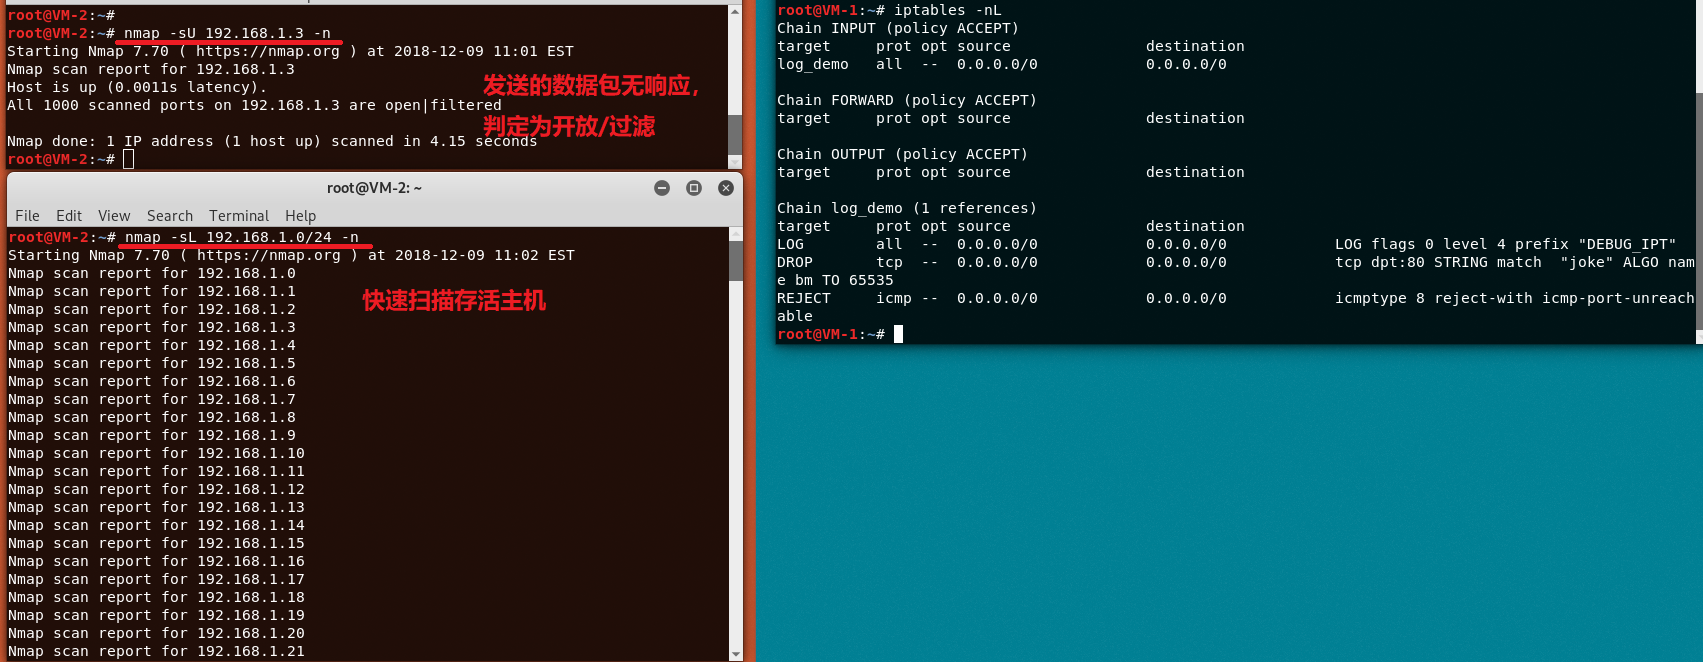 root@VM-2:~#
root@VM-2:~# nmap -sU 192.168.1.3 -n
Starting Nmap 7.70 ( https://nmap.org ) at 2018-12-09 11:01 EST
Nmap scan report for 192.168.1.3
Host is up (0.0011s latency).
All 1000 scanned ports on 192.168.1.3 are open|filtered
发送的数据包无响应,
判定为开放/过滤
Nmap done: 1 IP address (1 host up) scanned in 4.15 seconds
root@VM-2:~#
root@VM-2: ~
File Edit View Search Terminal Help
root@VM-2:~# nmap -sL 192.168.1.0/24 -n
Starting Nmap 7.70 ( https://nmap.org ) at 2018-12-09 11:02 EST
Nmap scan report for 192.168.1.0
Nmap scan report for 192.168.1.1
Nmap scan report for 192.168.1.2
Nmap scan report for 192.168.1.3
Nmap scan report for 192.168.1.4
Nmap scan report for 192.168.1.5
Nmap scan report for 192.168.1.6
Nmap scan report for 192.168.1.7
Nmap scan report for 192.168.1.8
Nmap scan report for 192.168.1.9
Nmap scan report for 192.168.1.10
Nmap scan report for 192.168.1.11
Nmap scan report for 192.168.1.12
Nmap scan report for 192.168.1.13
Nmap scan report for 192.168.1.14
Nmap scan report for 192.168.1.15
Nmap scan report for 192.168.1.16
Nmap scan report for 192.168.1.17
Nmap scan report for 192.168.1.18
Nmap scan report for 192.168.1.19
Nmap scan report for 192.168.1.20
Nmap scan report for 192.168.1.21
快速扫描存活主机
root@VM-1:~# iptables -nL
Chain INPUT (policy ACCEPT)
target prot opt source destination
log_demo all -- 0.0.0.0/0 0.0.0.0/0
Chain FORWARD (policy ACCEPT)
target prot opt source destination
Chain OUTPUT (policy ACCEPT)
target prot opt source destination
Chain log_demo (1 references)
target prot opt source destination
LOG all -- 0.0.0.0/0 0.0.0.0/0 LOG flags 0 level 4 prefix "DEBUG_IPT"
DROP tcp -- 0.0.0.0/0 0.0.0.0/0 tcp dpt:80 STRING match "joke" ALGO nam
e bm TO 65535
REJECT icmp -- 0.0.0.0/0 0.0.0.0/0 icmptype 8 reject-with icmp-port-unreach
able
root@VM-1:~#